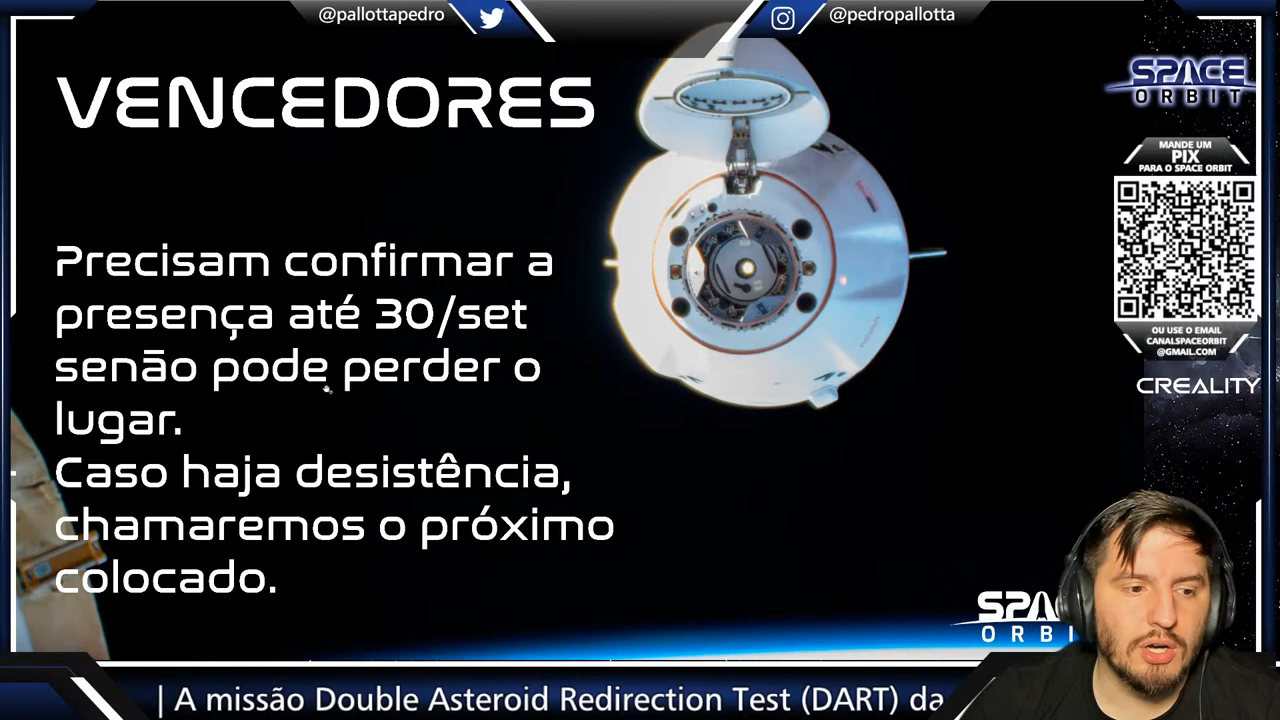 @pallottapedro
@pedropallotta
VENCEDORES
Precisam confirmar a
presença até 30/set
senão pode perder o
lugar.
Caso haja desistência,
chamaremos o próximo
colocado.
SPACE
ORBIT
MANDE UM
PIX
PARA O SPACE ORBIT
OU USE O EMAIL
CANALSPACEORBIT
@GMAIL.COM
CREALITY
SPA
ORBI
| A missão Double Asteroid Redirection Test (DART) da